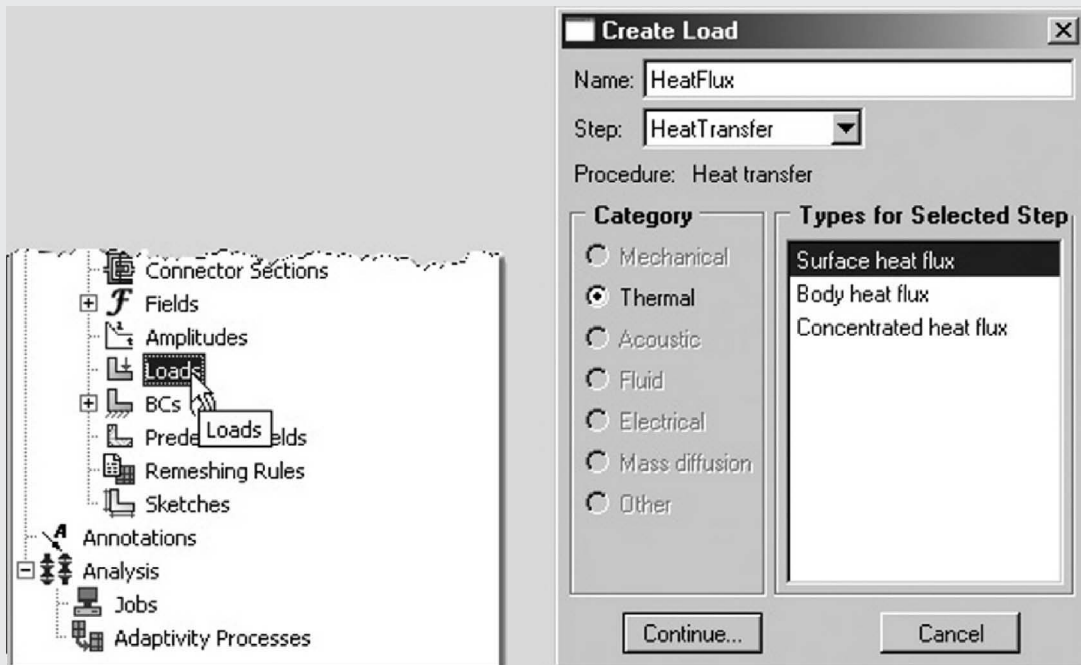 Connector Sections
Fields
Amplitudes
Loads
BCs
Loads
Prede elds
Remeshing Rules
Sketches
Annotations
Analysis
Jobs
Adaptivity Processes
Create Load
Name: HeatFlux
Step: HeatTransfer
Procedure: Heat transfer
Category
Mechanical
Thermal
Acoustic
Fluid
Electrical
Mass diffusion
Other
Types for Selected Step
Surface heat flux
Body heat flux
Concentrated heat flux
Continue...
Cancel